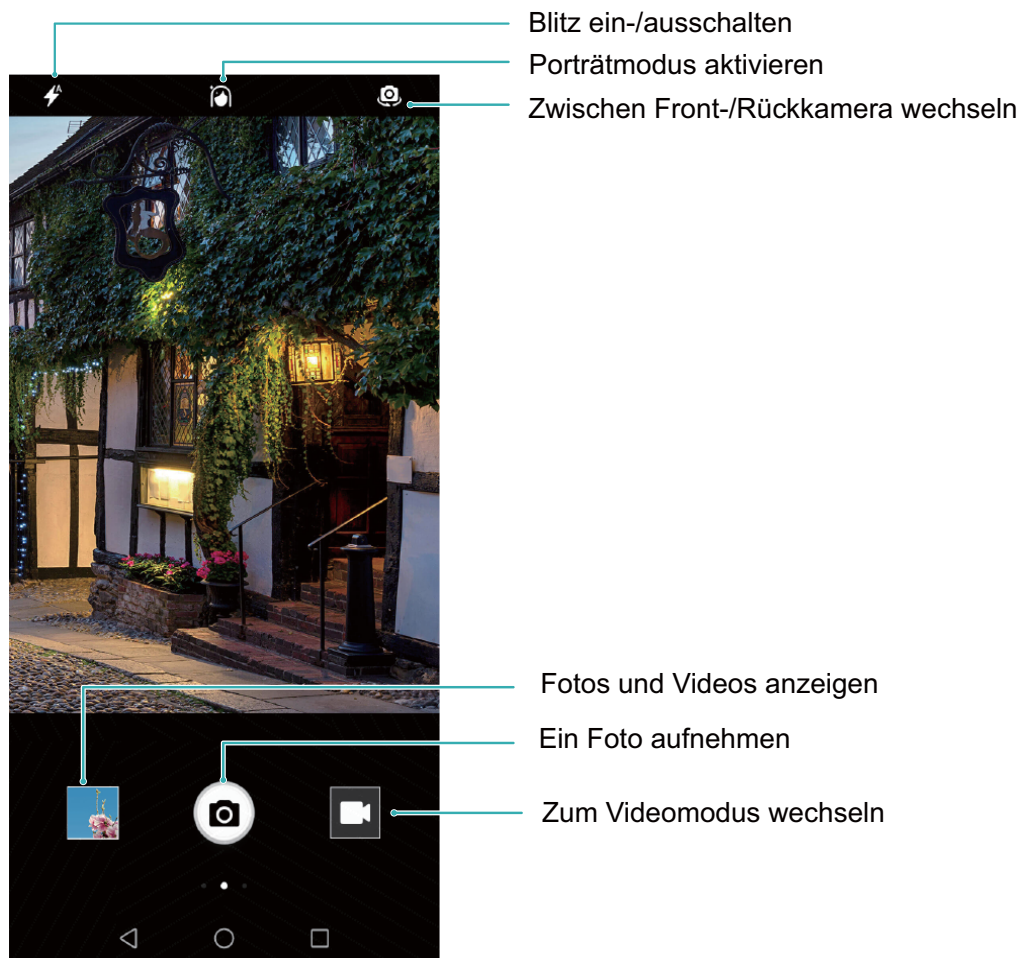 Blitz ein-/ausschalten
Porträtmodus aktivieren
Zwischen Front-/Rückkamera wechseln
Fotos und Videos anzeigen
Ein Foto aufnehmen
Zum Videomodus wechseln